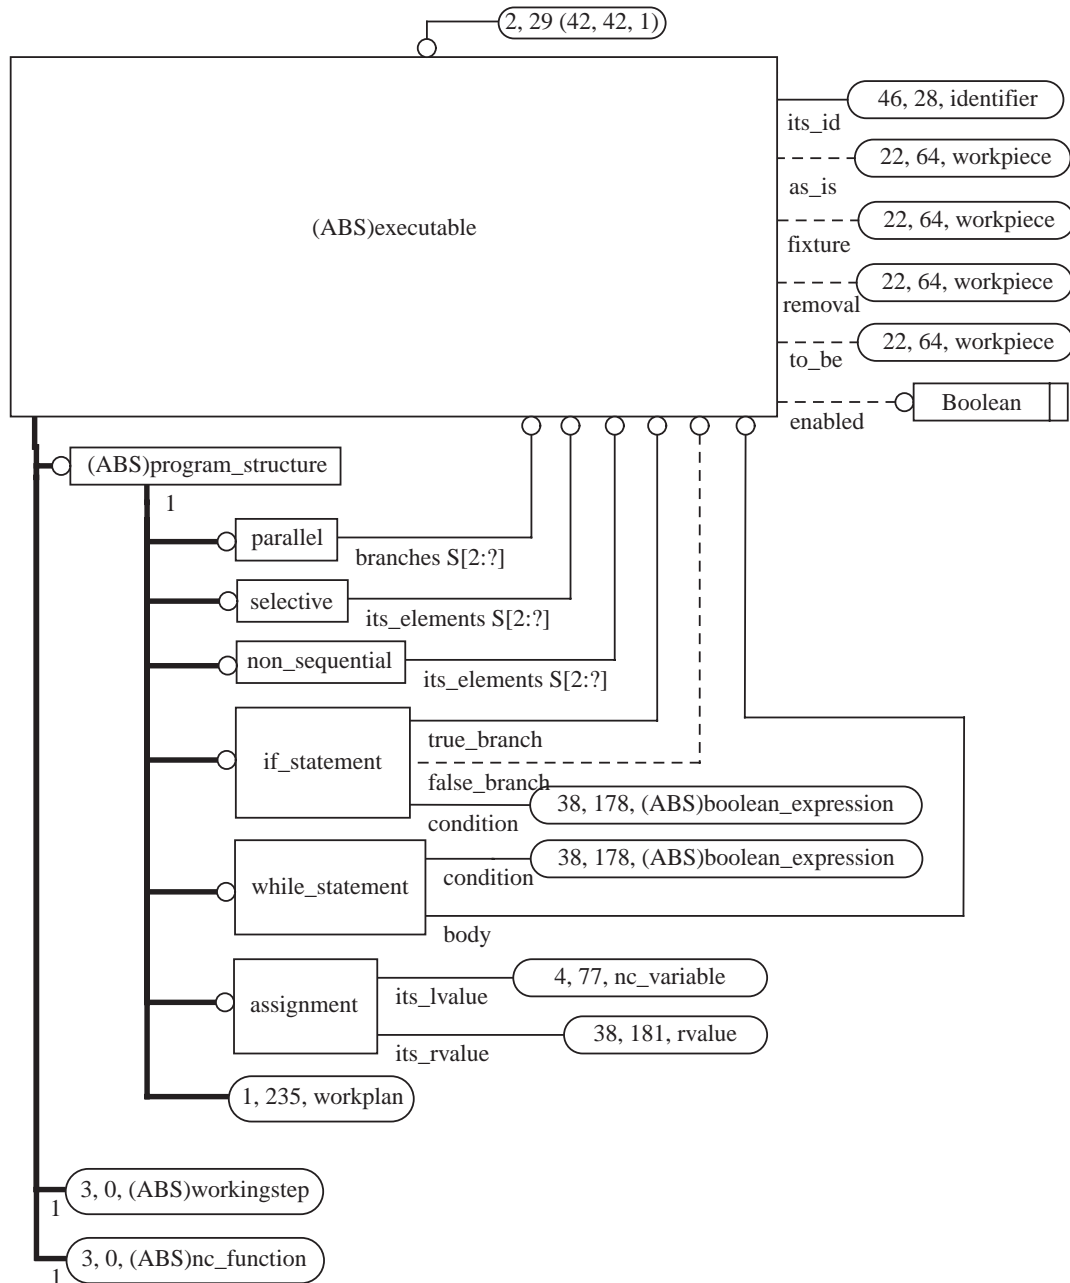 2, 29 (42, 42, 1)
46, 28, identifier
its_id
22, 64, workpiece
as_is
(ABS)executable
22, 64, workpiece
fixture
22, 64, workpiece
removal
22, 64, workpiece
to_be
Boolean
enabled
(ABS)program_structure
1
parallel
branches S[2:?]
selective
its_elements S[2:?]
non_sequential
its_elements S[2:?]
true_branch
if_statement
false_branch
38, 178, (ABS)boolean_expression
condition
38, 178, (ABS)boolean_expression
condition
while_statement
body
4, 77, nc_variable
its_lvalue
assignment
38, 181, rvalue
its_rvalue
1, 235, workplan
3, 0, (ABS)workingstep
1
3, 0, (ABS)nc_function
1